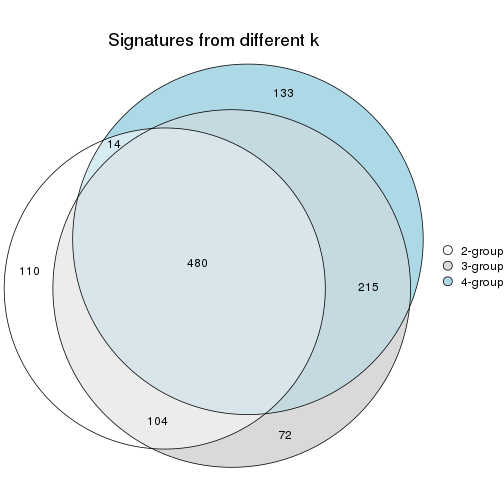 Signatures from different k
133
14
110
480
215
104
72
2-group
3-group
4-group